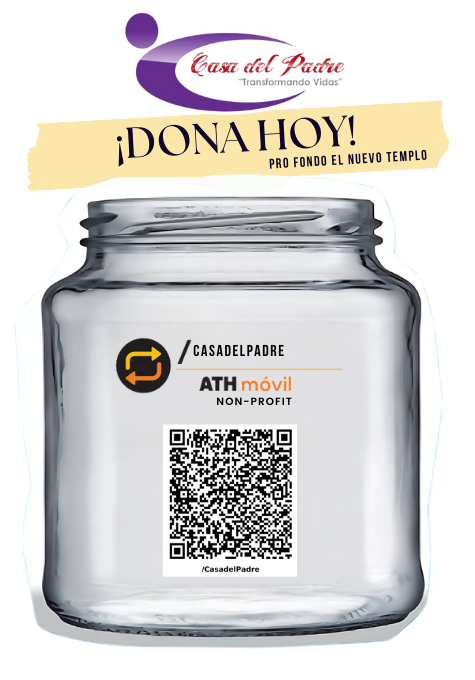 Casa del Padre
"Transformando Vidas"
¡DONA HOY!
PRO FONDO EL NUEVO TEMPLO
/CASADELPADRE
ATH móvil
NON-PROFIT
/CasadelPadre